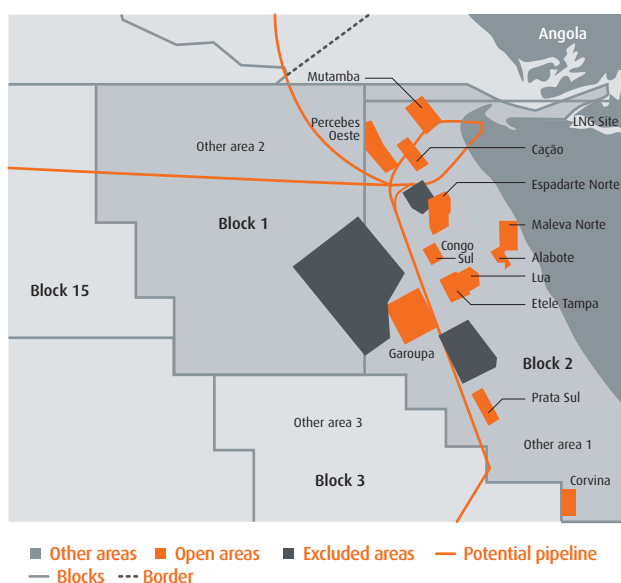 Angola
Mutamba
LNG Site
Percebes
Oeste
Other area 2
Cação
Espadarte Norte
Block 1
Maleva Norte
Congo
Sul
Alabote
Block 15
Lua
Etele Tampa
Garoupa
Block 2
Prata Sul
Other area 3
Other area 1
Block 3
Corvina
Other areas
Open areas
Excluded areas
Potential pipeline
Blocks
Border